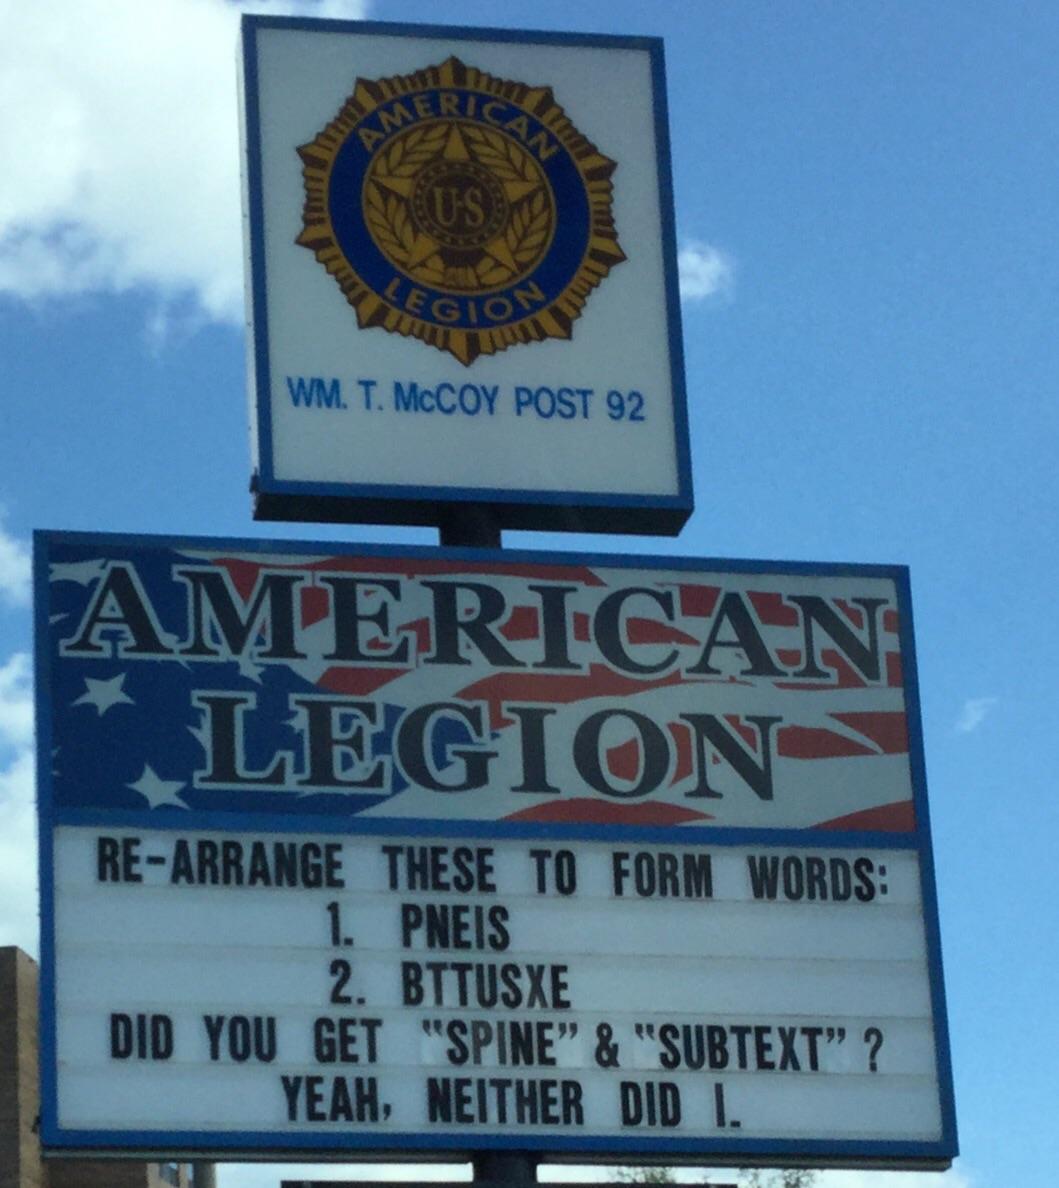 AMERICAN
U·S
LEGION
WM. T. McCOY POST 92
AMERICAN
LEGION
RE-ARRANGE THESE TO FORM WORDS:
1. PNEIS
2. BTTUSXE
DID YOU GET "SPINE" & "SUBTEXT" ?
YEAH, NEITHER DID I.